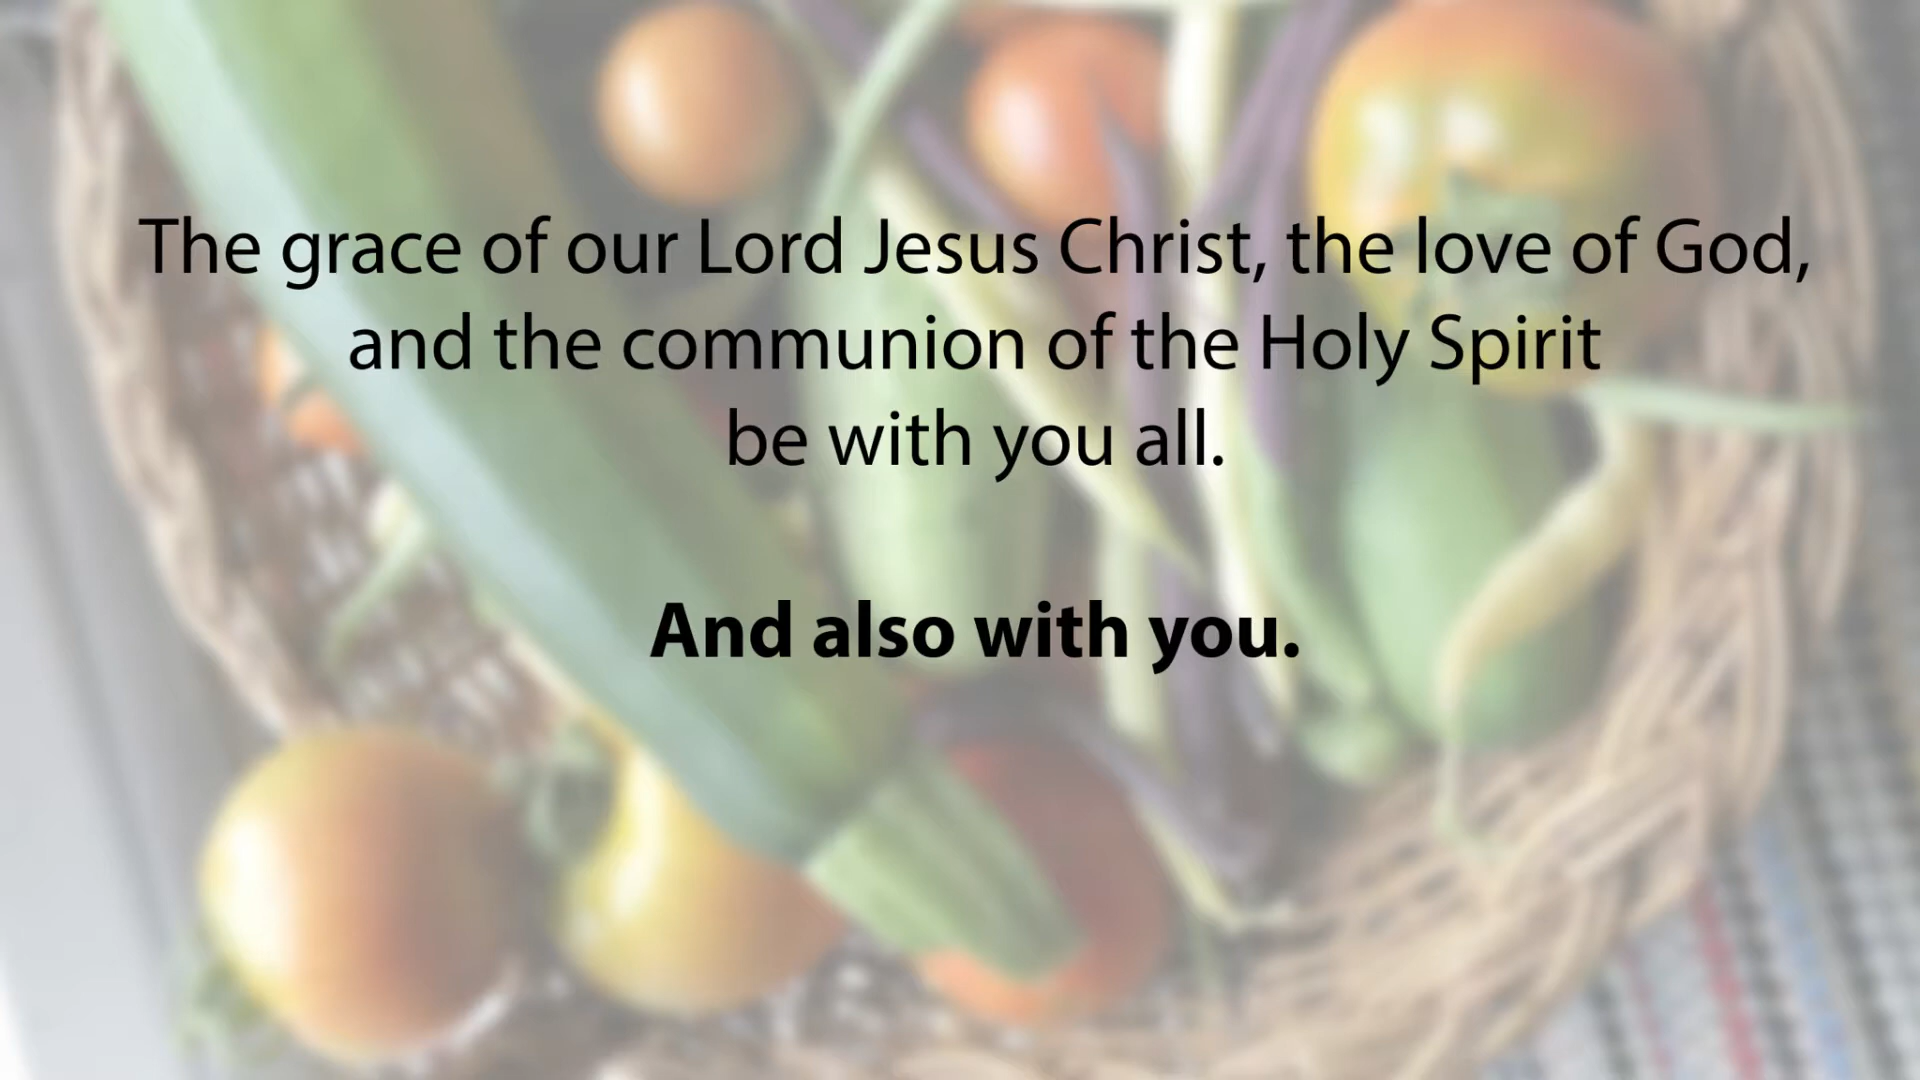 The grace of our Lord Jesus Christ, the love of God,
and the communion of the Holy Spirit
be with you all.
And also with you.